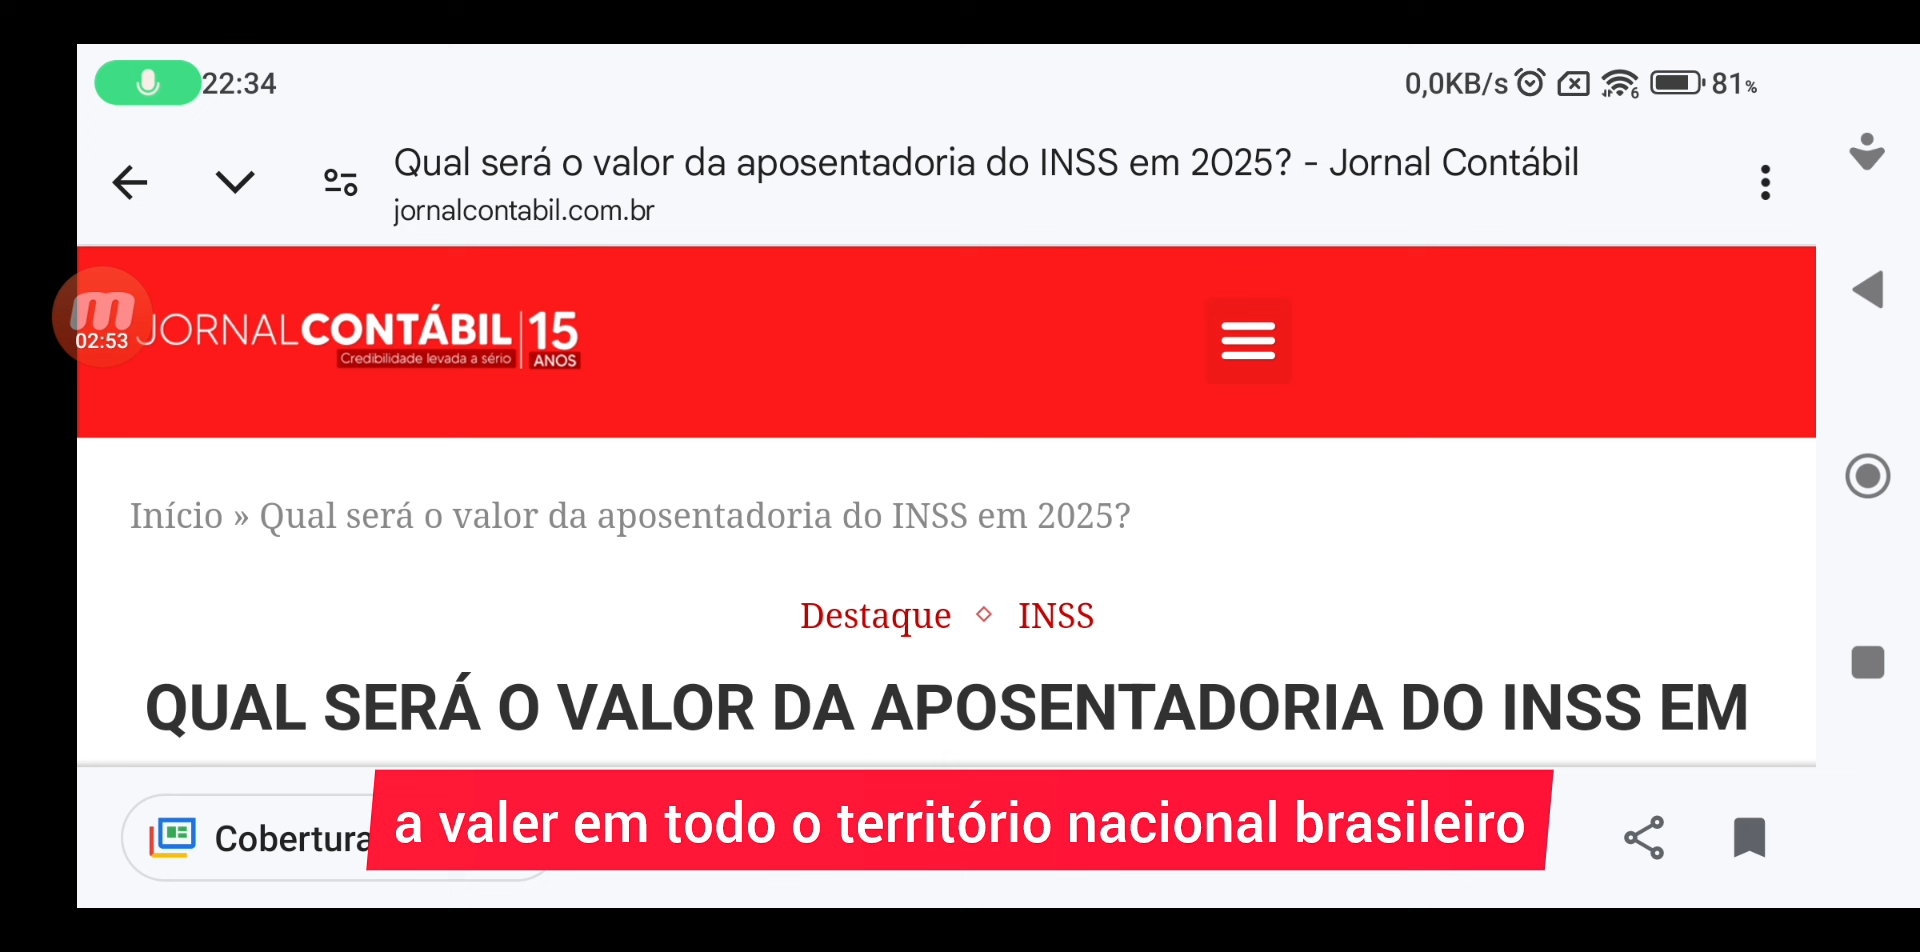 22:34
0,0KB/s 6 81%
Qual será o valor da aposentadoria do INSS em 2025? - Jornal Contábil
jornalcontabil.com.br
m
02:53
JORNALCONTÁBIL 15
Credibilidade levada a sério ANOS
Início » Qual será o valor da aposentadoria do INSS em 2025?
Destaque ◇ INSS
QUAL SERÁ O VALOR DA APOSENTADORIA DO INSS EM
Cobertura
a valer em todo o território nacional brasileiro